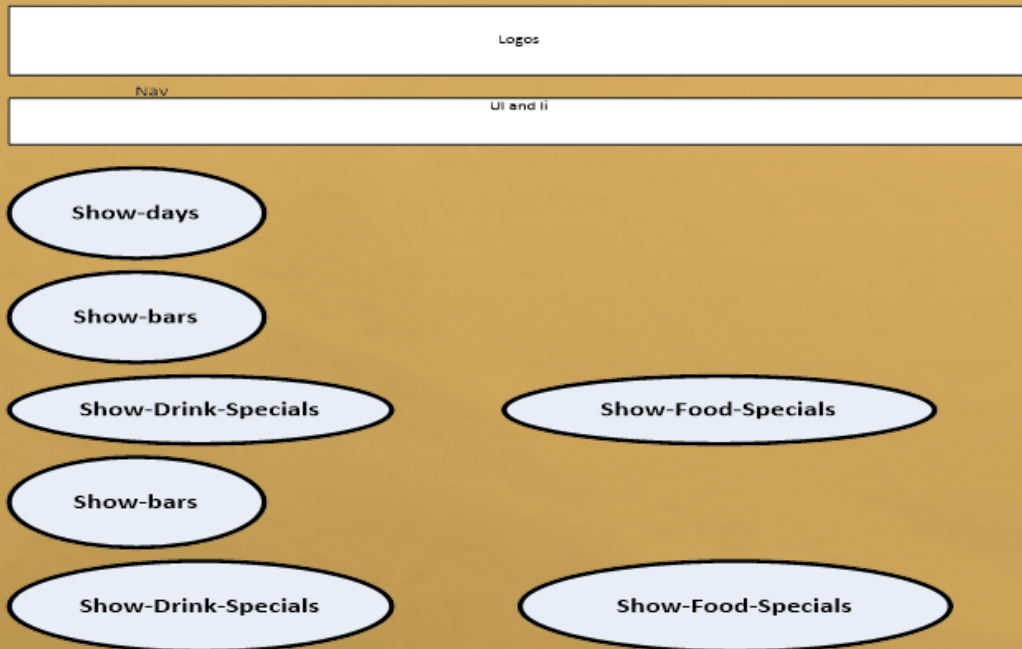 Logos
Nav
Ul and li
Show-days
Show-bars
Show-Drink-Specials
Show-Food-Specials
Show-bars
Show-Drink-Specials
Show-Food-Specials